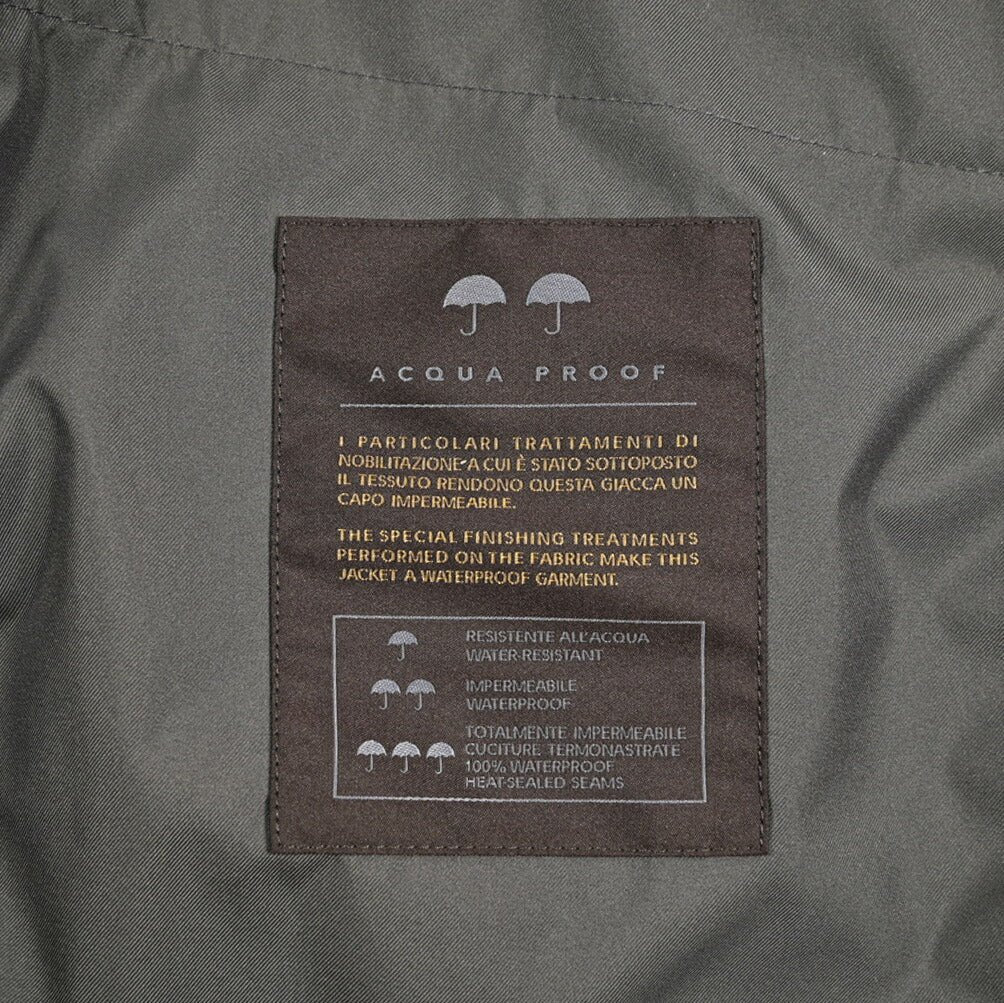 ACQUA PROOF
I PARTICOLARI TRATTAMENTI DI
NOBILITAZIONE A CUI È STATO SOTTOPOSTO
IL TESSUTO RENDONO QUESTA GIACCA UN
CAPO IMPERMEABILE.
THE SPECIAL FINISHING TREATMENTS
PERFORMED ON THE FABRIC MAKE THIS
JACKET A WATERPROOF GARMENT.
RESISTENTE ALL'ACQUA
WATER-RESISTANT
IMPERMEABILE
WATERPROOF
TOTALMENTE IMPERMEABILE
CUCITURE TERMONASTRATE
100% WATERPROOF
HEAT-SEALED SEAMS